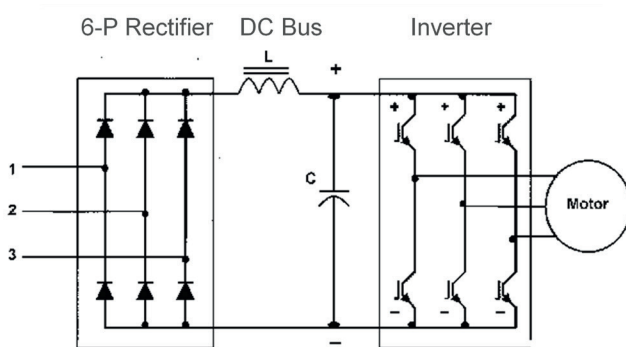 6-P Rectifier DC Bus Inverter
L
+
+ + +
1
C
Motor
2
3
− − −
−